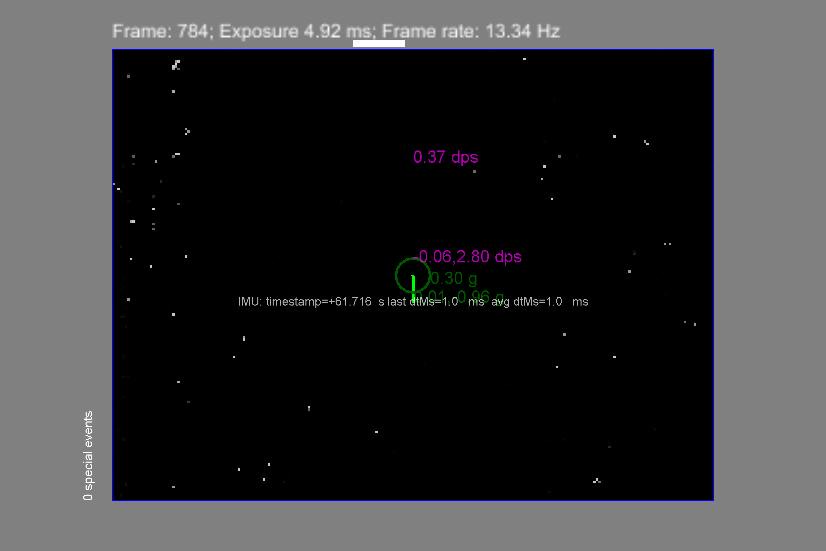 Frame: 784; Exposure 4.92 ms; Frame rate: 13.34 Hz
0.37 dps
-0.06,2.80 dps
0.30 g
IMU: timestamp=+61.716 s last dtMs=1.0 ms avg dtMs=1.0 ms
0 special events